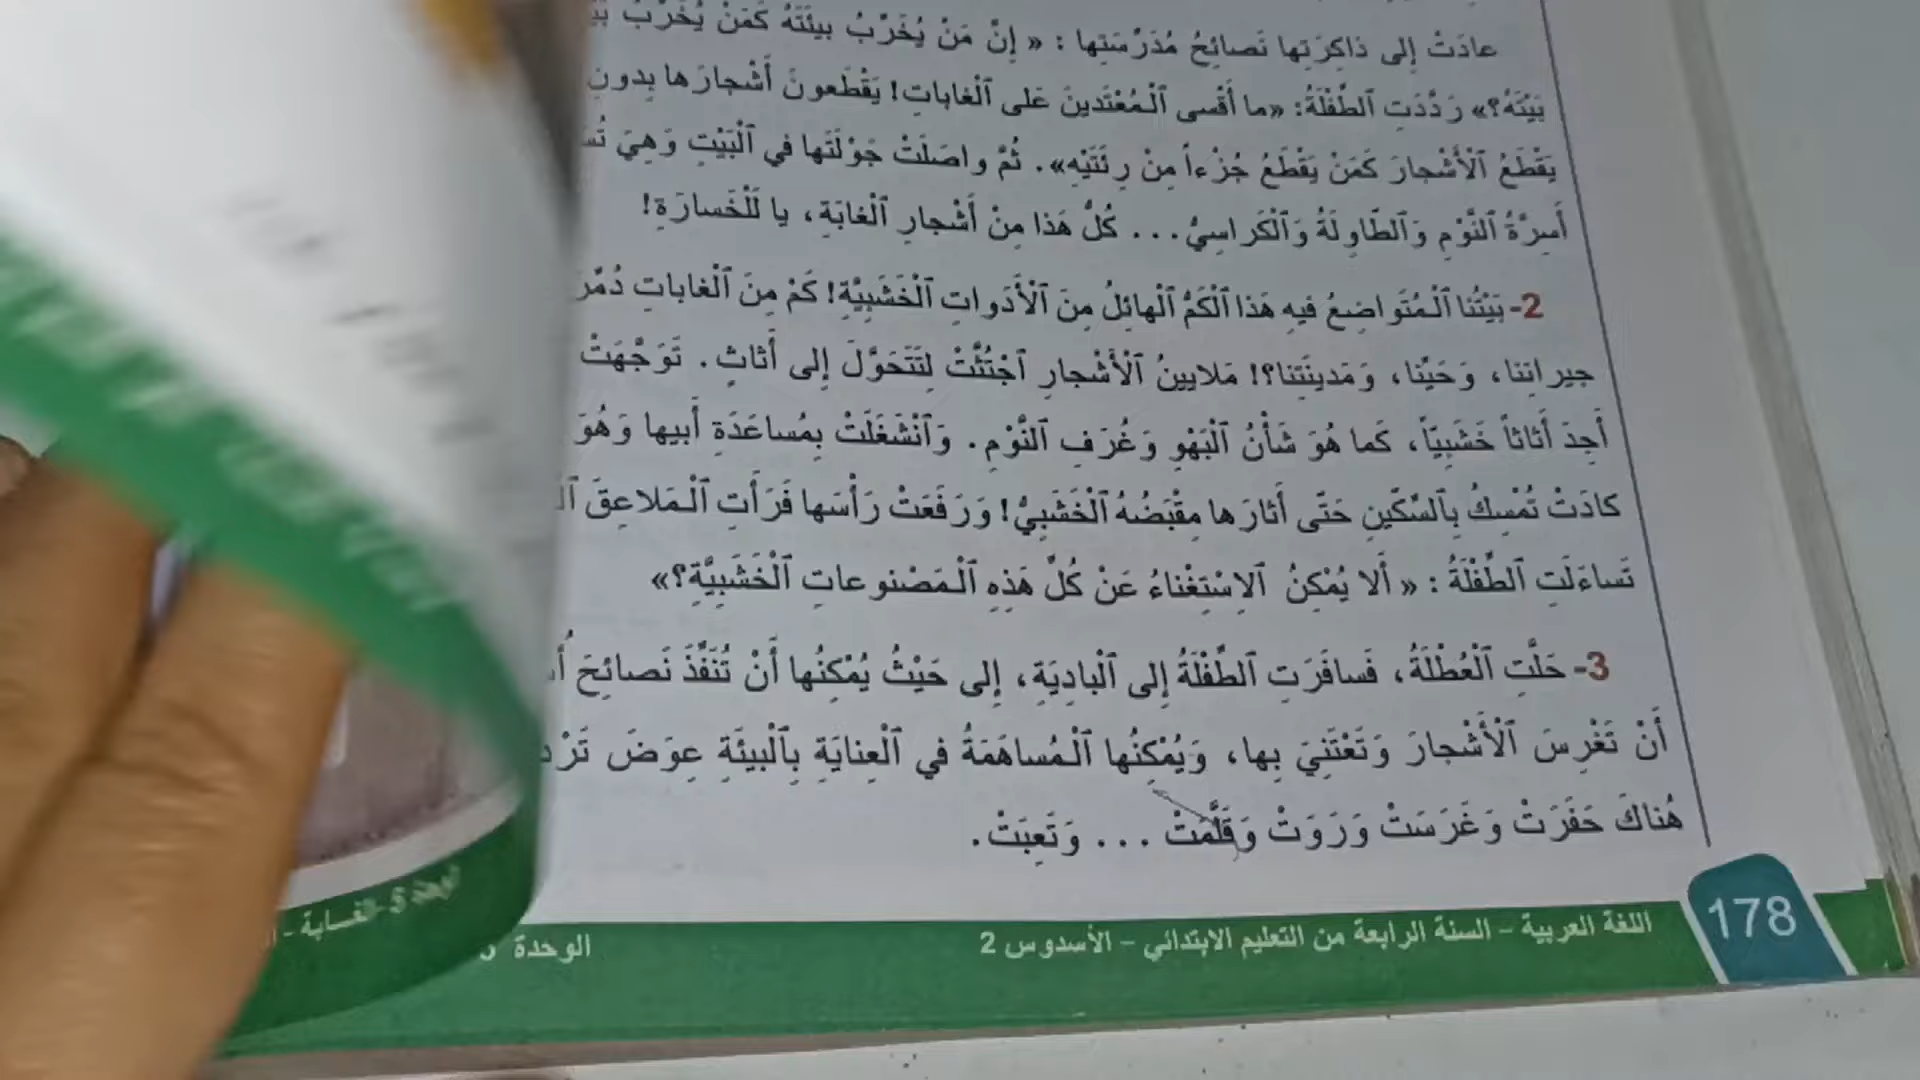 عادَتْ إِلى ذاكِرَتِها نَصائِحُ مُدَرِّسَتِها : « إِنَّ مَنْ يُخَرِّبُ بيئَتَهُ كَمَنْ يُخَرِّبُ
بَيْتَهُ؟» رَدَّدَتِ ٱلطِّفْلَةُ: «ما أَقْسى ٱلْمُعْتَدينَ عَلى ٱلْغاباتِ! يَقْطَعونَ أَشْجارَها بِدونِ
يَقْطَعُ ٱلْأَشْجارَ كَمَنْ يَقْطَعُ جُزْءاً مِنْ رِئَتَيْهِ». ثُمَّ واصَلَتْ جَوْلَتَها في ٱلْبَيْتِ وَهِيَ
أَسِرَّةُ ٱلنَّوْمِ وَٱلطّاوِلَةُ وَٱلْكَراسِيُّ... كُلُّ هَذا مِنْ أَشْجارِ ٱلْغابَةِ، يا لَلْخَسارَةِ!
2- بَيْتُنا ٱلْمُتَواضِعُ فيهِ هَذا ٱلْكَمُّ ٱلْهائِلُ مِنَ ٱلْأَدَواتِ ٱلْخَشَبِيَّةِ! كَمْ مِنَ ٱلْغاباتِ
جيرانِنا، وَحَيِّنا، وَمَدينَتِنا؟! مَلايينُ ٱلْأَشْجارِ ٱجْتُثَّتْ لِتَتَحَوَّلَ إِلى أَثاثٍ. تَوَجَّهَتْ
أَجِدَ أَثاثاً خَشَبِيّاً، كَما هُوَ شَأْنُ ٱلْبَهْوِ وَغُرَفِ ٱلنَّوْمِ. وَٱنْشَغَلَتْ بِمُساعَدَةِ أَبيها وَهُوَ
كادَتْ تُمْسِكُ بِٱلسِّكّينِ حَتّى أَثارَها مِقْبَضُهُ ٱلْخَشَبِيُّ! وَرَفَعَتْ رَأْسَها فَرَأَتِ ٱلْمَلاعِقَ
تَساءَلَتِ ٱلطِّفْلَةُ : « أَلا يُمْكِنُ ٱلِاسْتِغْناءُ عَنْ كُلِّ هَذِهِ ٱلْمَصْنوعاتِ ٱلْخَشَبِيَّةِ؟»
3- حَلَّتِ ٱلْعُطْلَةُ، فَسافَرَتِ ٱلطِّفْلَةُ إِلى ٱلْبادِيَةِ، إِلى حَيْثُ يُمْكِنُها أَنْ تُنَفِّذَ نَصائِحَ
أَنْ تَغْرِسَ ٱلْأَشْجارَ وَتَعْتَنِيَ بِها، وَيُمْكِنُها ٱلْمُساهَمَةُ في ٱلْعِنايَةِ بِٱلْبيئَةِ عِوَضَ
هُناكَ حَفَرَتْ وَغَرَسَتْ وَرَوَتْ وَقَلَّمَتْ ... وَتَعِبَتْ.
178 اللغة العربية - السنة الرابعة من التعليم الابتدائي - الأسدوس 2 الوحدة